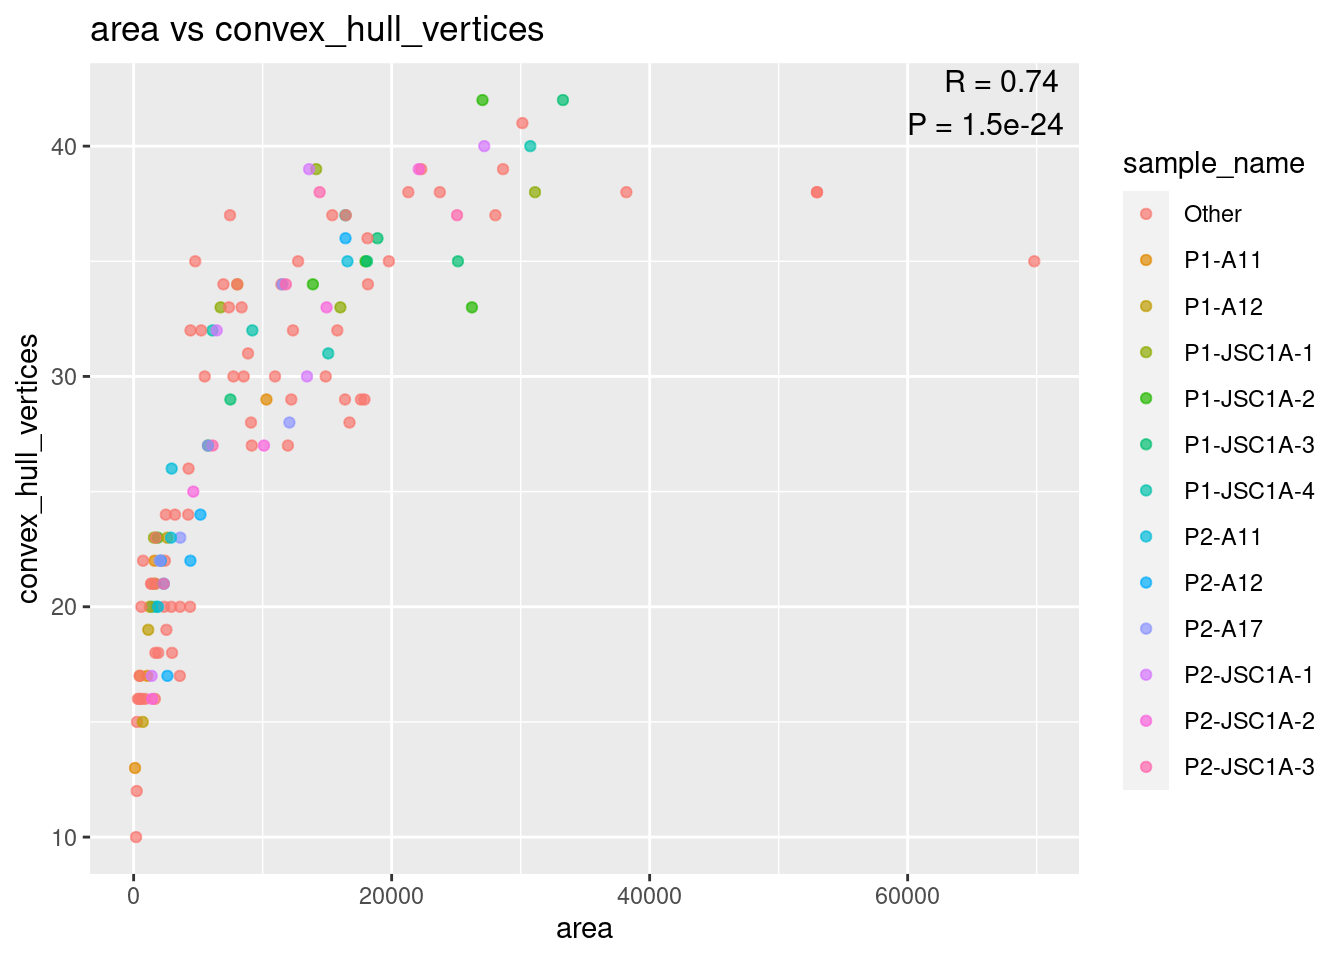 area vs convex_hull_vertices
R = 0.74
P = 1.5e-24
convex_hull_vertices
40
30
20
10
0
20000
40000
60000
area
sample_name
Other
P1-A11
P1-A12
P1-JSC1A-1
P1-JSC1A-2
P1-JSC1A-3
P1-JSC1A-4
P2-A11
P2-A12
P2-A17
P2-JSC1A-1
P2-JSC1A-2
P2-JSC1A-3